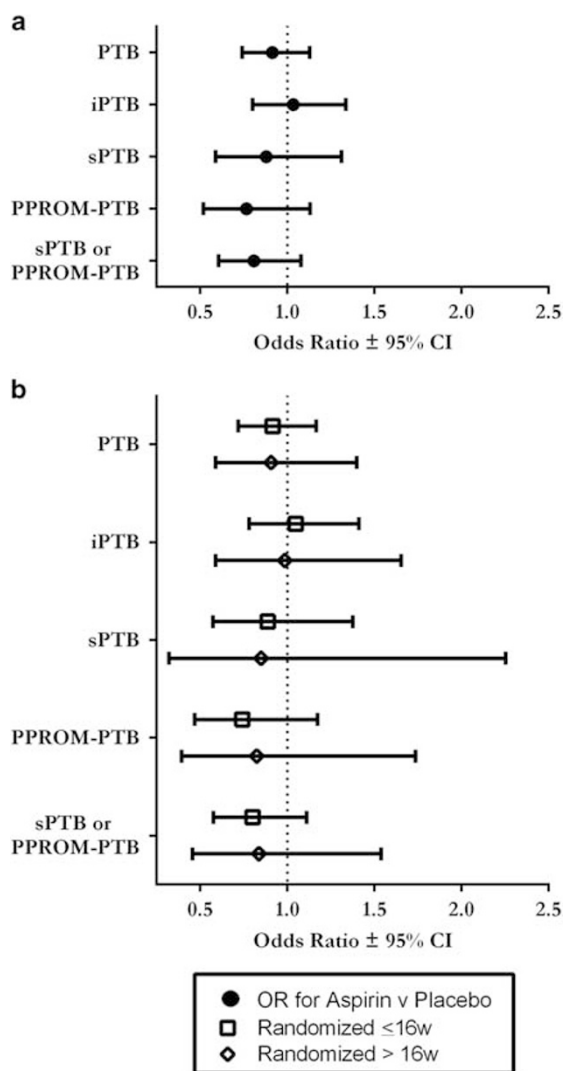 a
PTB
iPTB
sPTB
PPROM-PTB
sPTB or
PPROM-PTB
0.5 1.0 1.5 2.0 2.5
Odds Ratio ± 95% CI
b
PTB
iPTB
sPTB
PPROM-PTB
sPTB or
PPROM-PTB
0.5 1.0 1.5 2.0 2.5
Odds Ratio ± 95% CI
OR for Aspirin v Placebo
Randomized ≤16w
Randomized > 16w